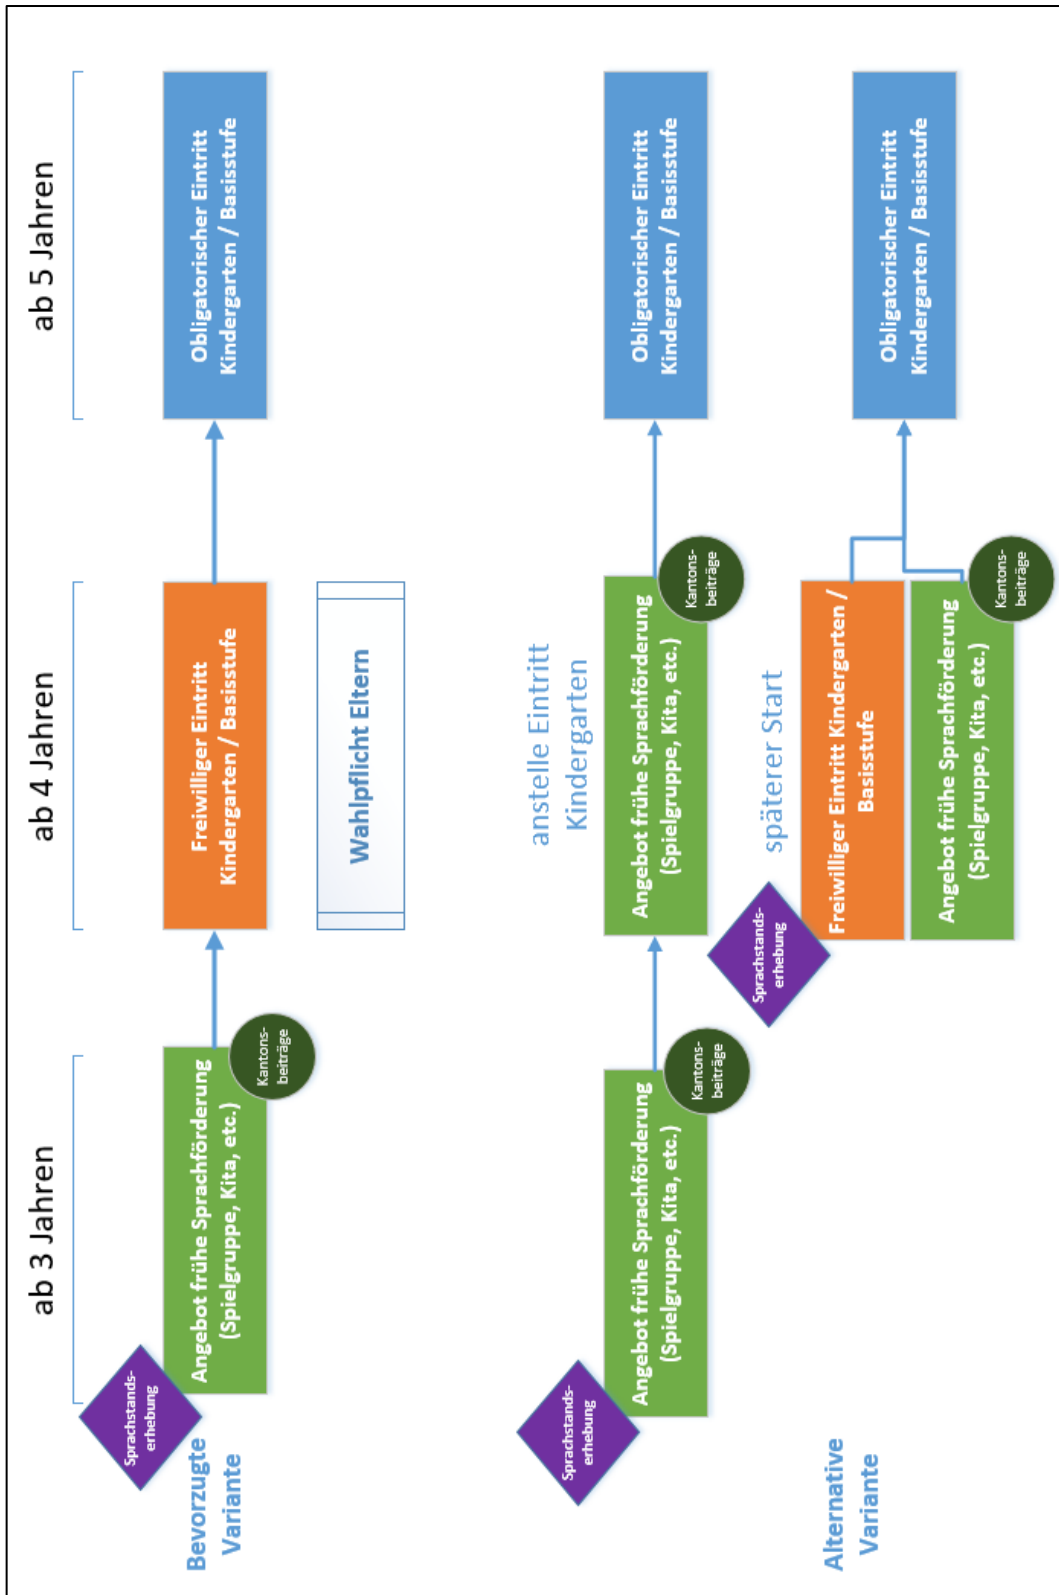 ab 3 Jahren
ab 4 Jahren
ab 5 Jahren
Bevorzugte
Variante
Sprachstands-
erhebung
Angebot frühe Sprachförderung
(Spielgruppe, Kita, etc.)
Kantons-
beiträge
Freiwilliger Eintritt
Kindergarten / Basisstufe
Obligatorischer Eintritt
Kindergarten / Basisstufe
Wahlpflicht Eltern
Alternative
Variante
anstelle Eintritt
Kindergarten
Sprachstands-
erhebung
Angebot frühe Sprachförderung
(Spielgruppe, Kita, etc.)
Kantons-
beiträge
Angebot frühe Sprachförderung
(Spielgruppe, Kita, etc.)
Kantons-
beiträge
Obligatorischer Eintritt
Kindergarten / Basisstufe
späterer Start
Sprachstands-
erhebung
Freiwilliger Eintritt Kindergarten /
Basisstufe
Angebot frühe Sprachförderung
(Spielgruppe, Kita, etc.)
Kantons-
beiträge
Obligatorischer Eintritt
Kindergarten / Basisstufe